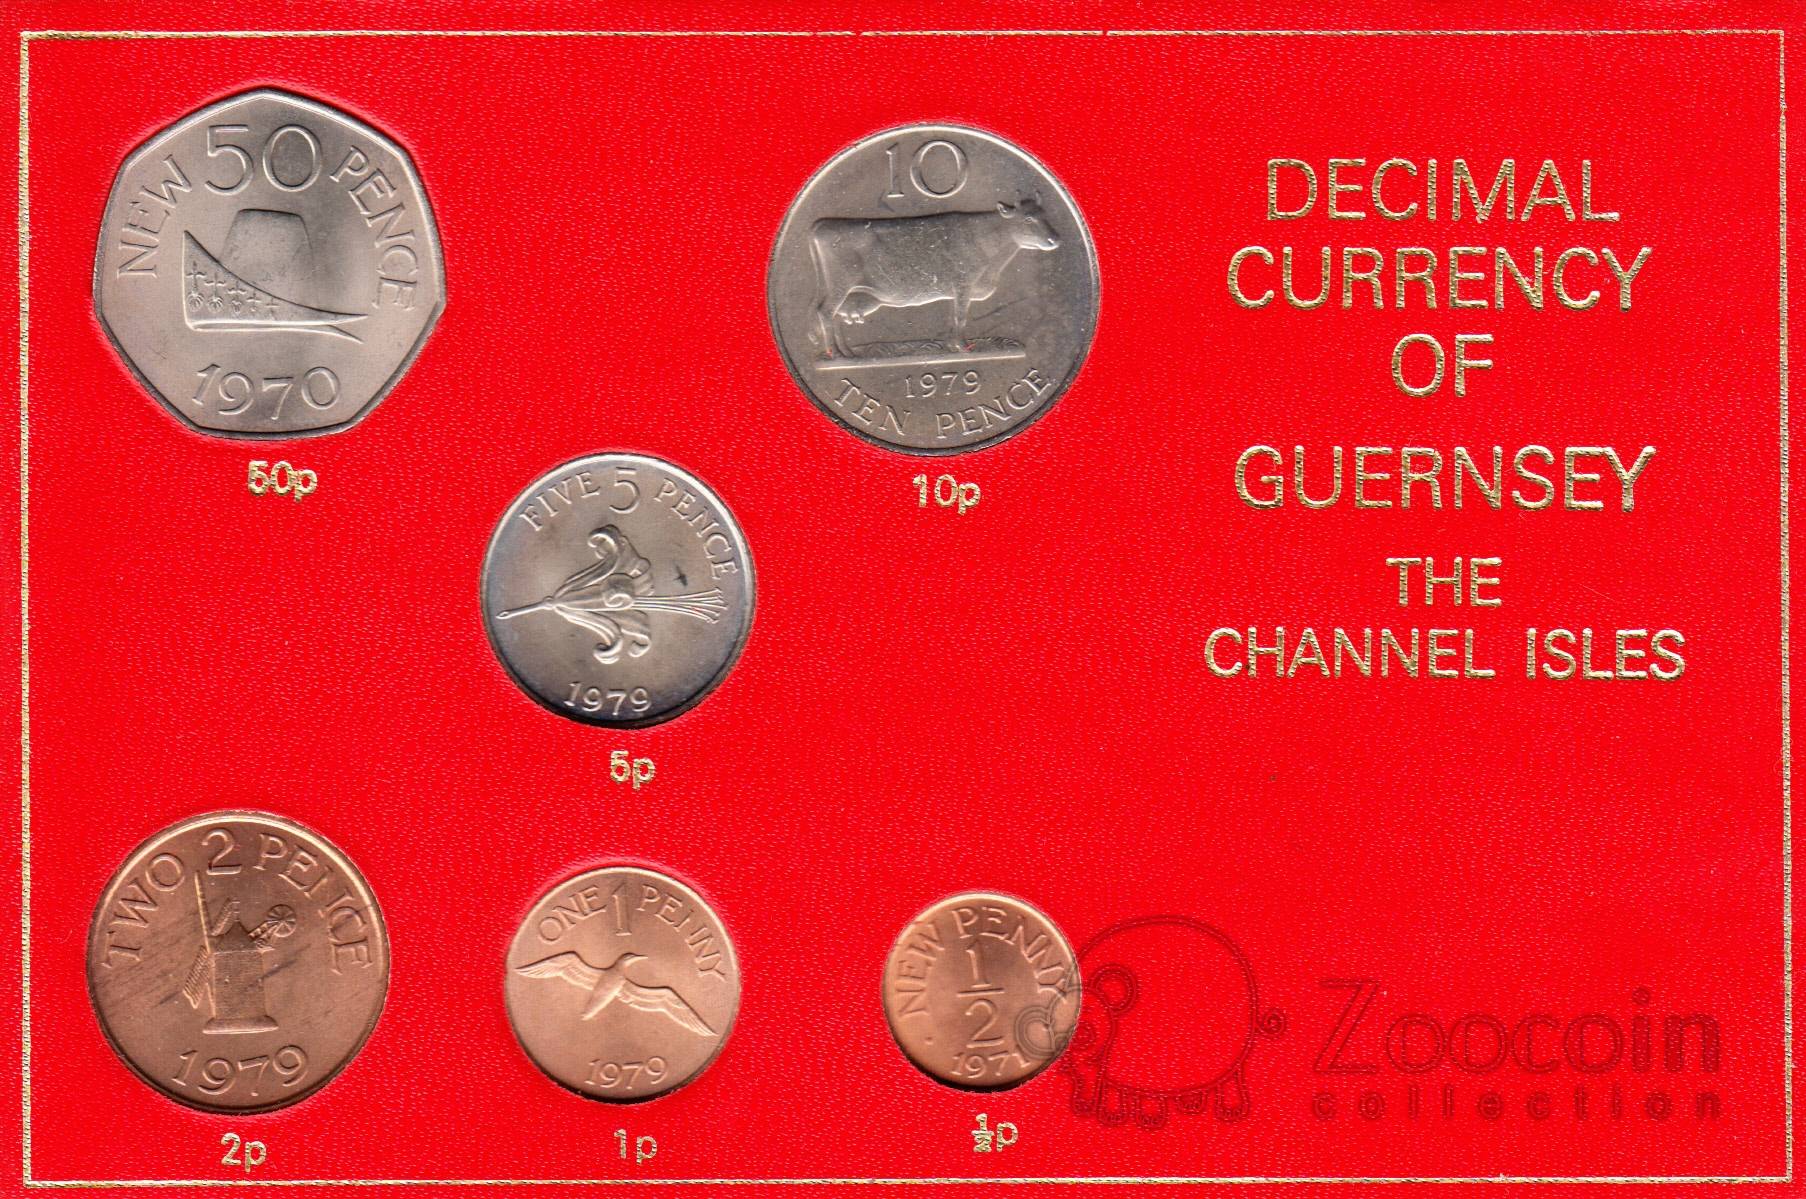 NEW 50 PENCE
1970
50p
10
1979
TEN PENCE
10p
DECIMAL
CURRENCY
OF
GUERNSEY
THE
CHANNEL ISLES
FIVE 5 PENCE
1979
5p
TWO 2 PENCE
1979
2p
ONE 1 PENNY
1979
1p
NEW PENNY
1/2
1971
½p
Zoocoin
collection